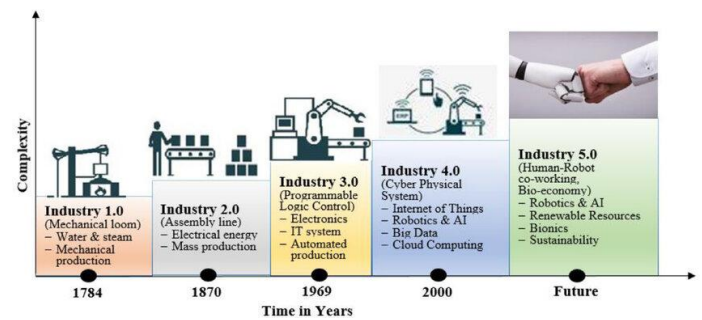 Complexity
Industry 1.0
(Mechanical loom)
– Water & steam
– Mechanical
production
Industry 2.0
(Assembly line)
– Electrical energy
– Mass production
Industry 3.0
(Programmable
Logic Control)
– Electronics
– IT system
– Automated
production
ERP
Industry 4.0
(Cyber Physical
System)
– Internet of Things
– Robotics & AI
– Big Data
– Cloud Computing
Industry 5.0
(Human-Robot
co-working,
Bio-economy)
– Robotics & AI
– Renewable Resources
– Bionics
– Sustainability
1784
1870
1969
2000
Future
Time in Years